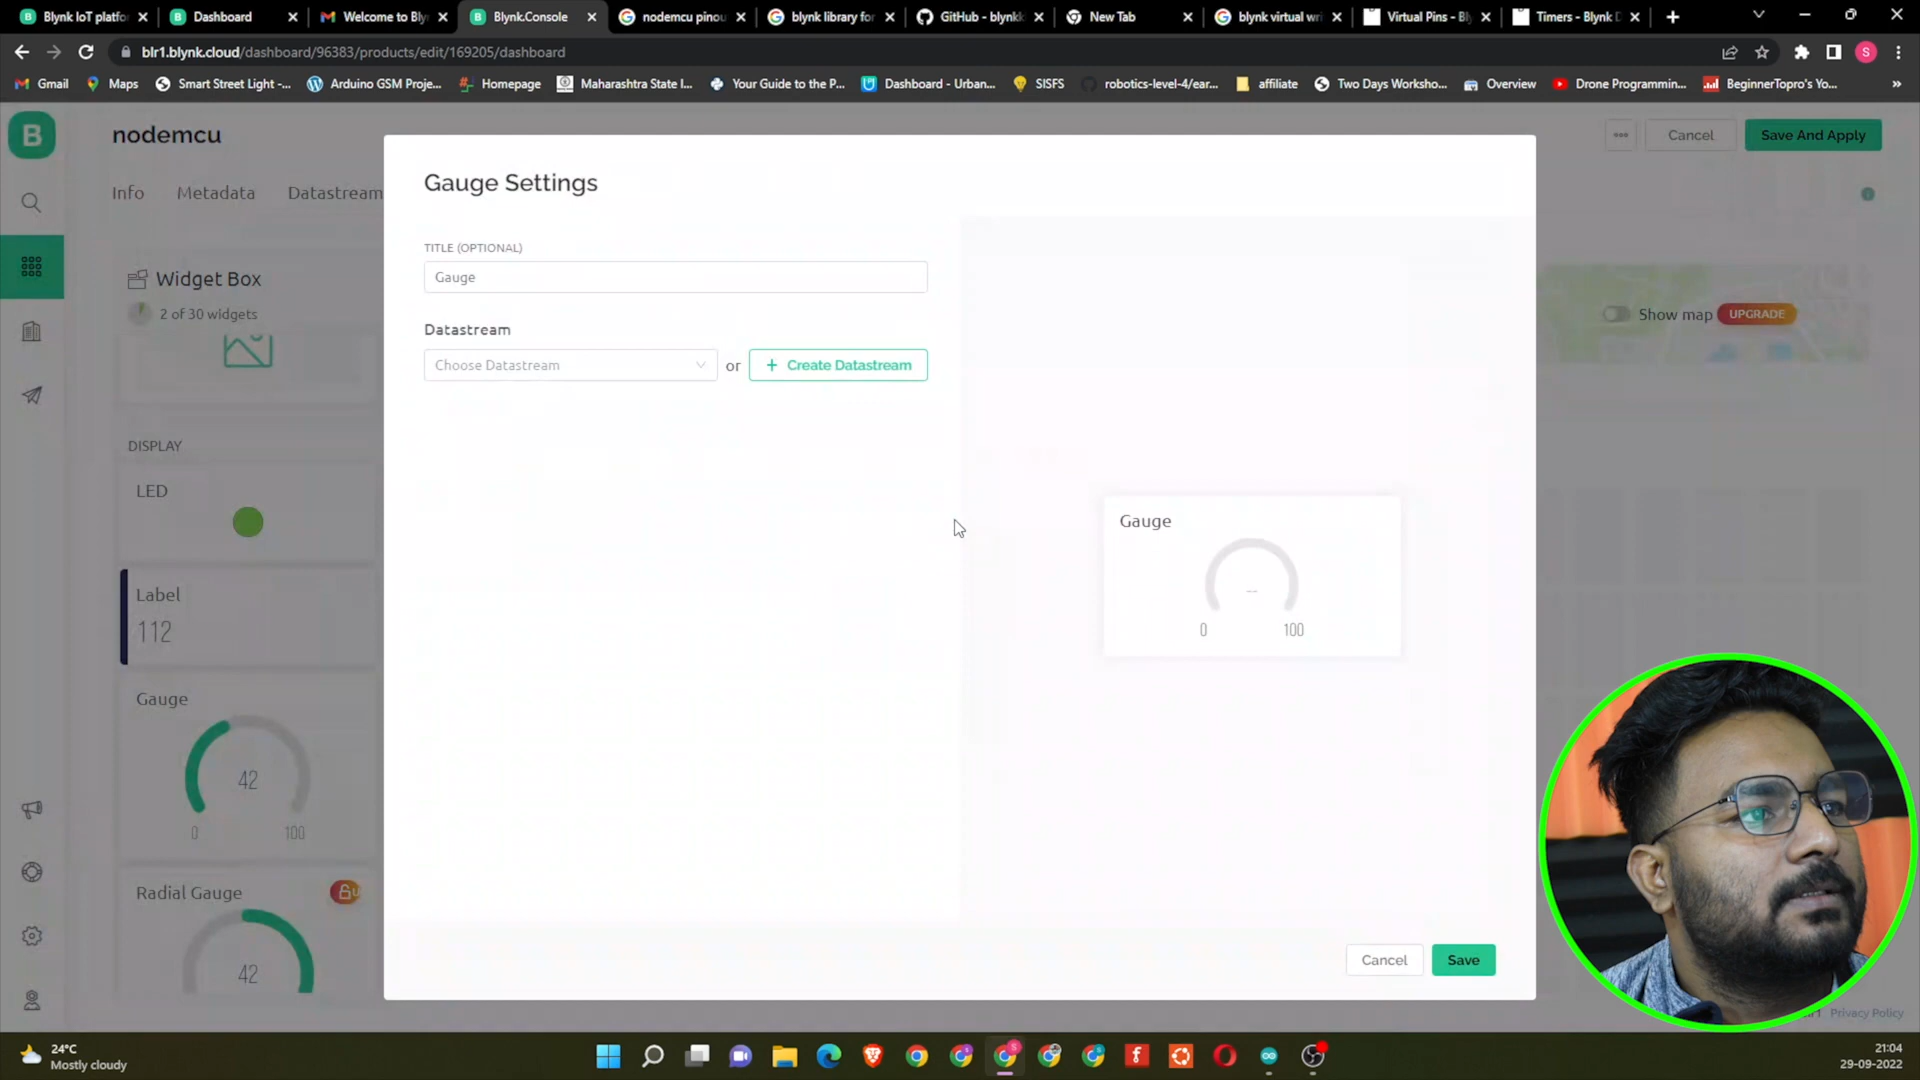 Blynk IoT platfo
Dashboard
Welcome to Bly
Blynk.Console
nodemcu pinou
blynk library for
GitHub - blynkk
New Tab
blynk virtual wri
Virtual Pins - Bl
Timers - Blynk D
blr1.blynk.cloud/dashboard/96383/products/edit/169205/dashboard
Gmail
Maps
Smart Street Light -...
Arduino GSM Proje...
Homepage
Maharashtra State I...
Your Guide to the P...
Dashboard - Urban...
SISFS
robotics-level-4/ear...
affiliate
Two Days Worksho...
Overview
Drone Programmin...
BeginnerTopro's Yo...
B
nodemcu
Cancel
Save And Apply
Info
Metadata
Datastream
Widget Box
2 of 30 widgets
Show map
UPGRADE
DISPLAY
LED
Label
112
Gauge
42
0
100
Radial Gauge
42
Gauge Settings
TITLE (OPTIONAL)
Gauge
Datastream
Choose Datastream
or
+ Create Datastream
Gauge
--
0
100
Cancel
Save
Privacy Policy
24°C
Mostly cloudy
21:04
29-09-2022